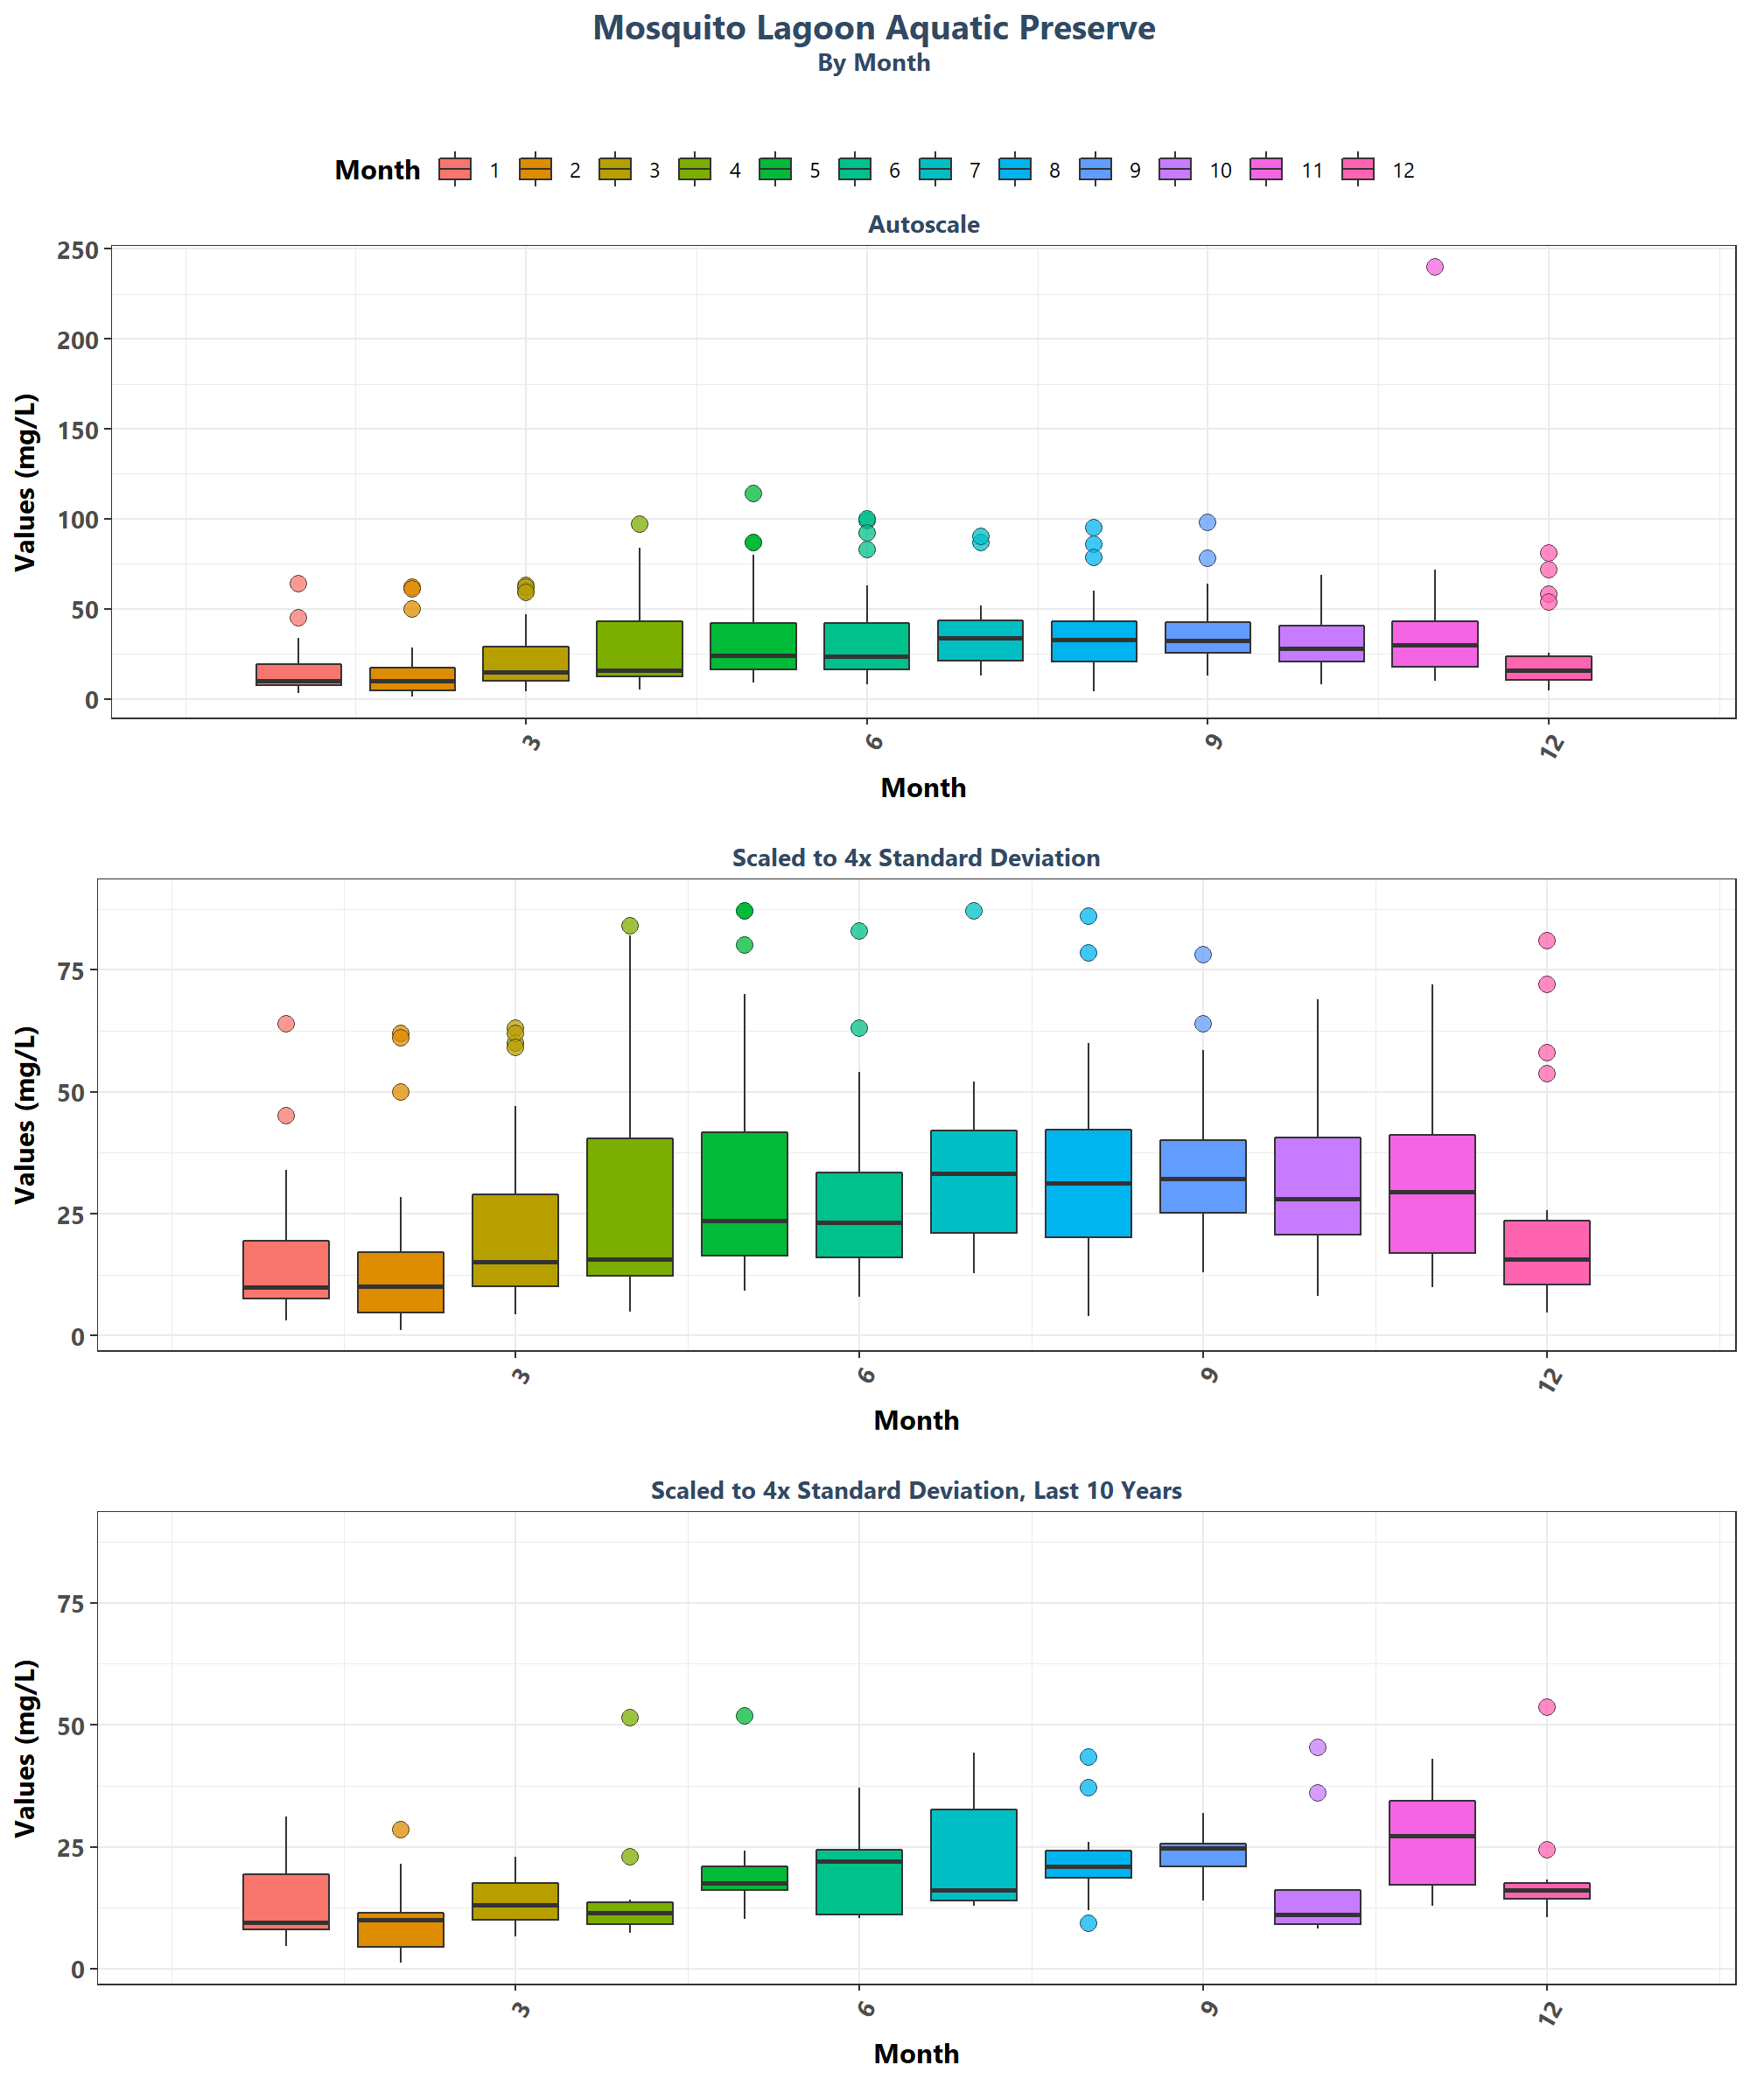 Mosquito Lagoon Aquatic Preserve
By Month
Month 1 2 3 4 5 6 7 8 9 10 11 12
Autoscale
Values (mg/L)
250
200
150
100
50
0
3 6 9 12
Month
Scaled to 4x Standard Deviation
Values (mg/L)
75
50
25
0
3 6 9 12
Month
Scaled to 4x Standard Deviation, Last 10 Years
Values (mg/L)
75
50
25
0
3 6 9 12
Month